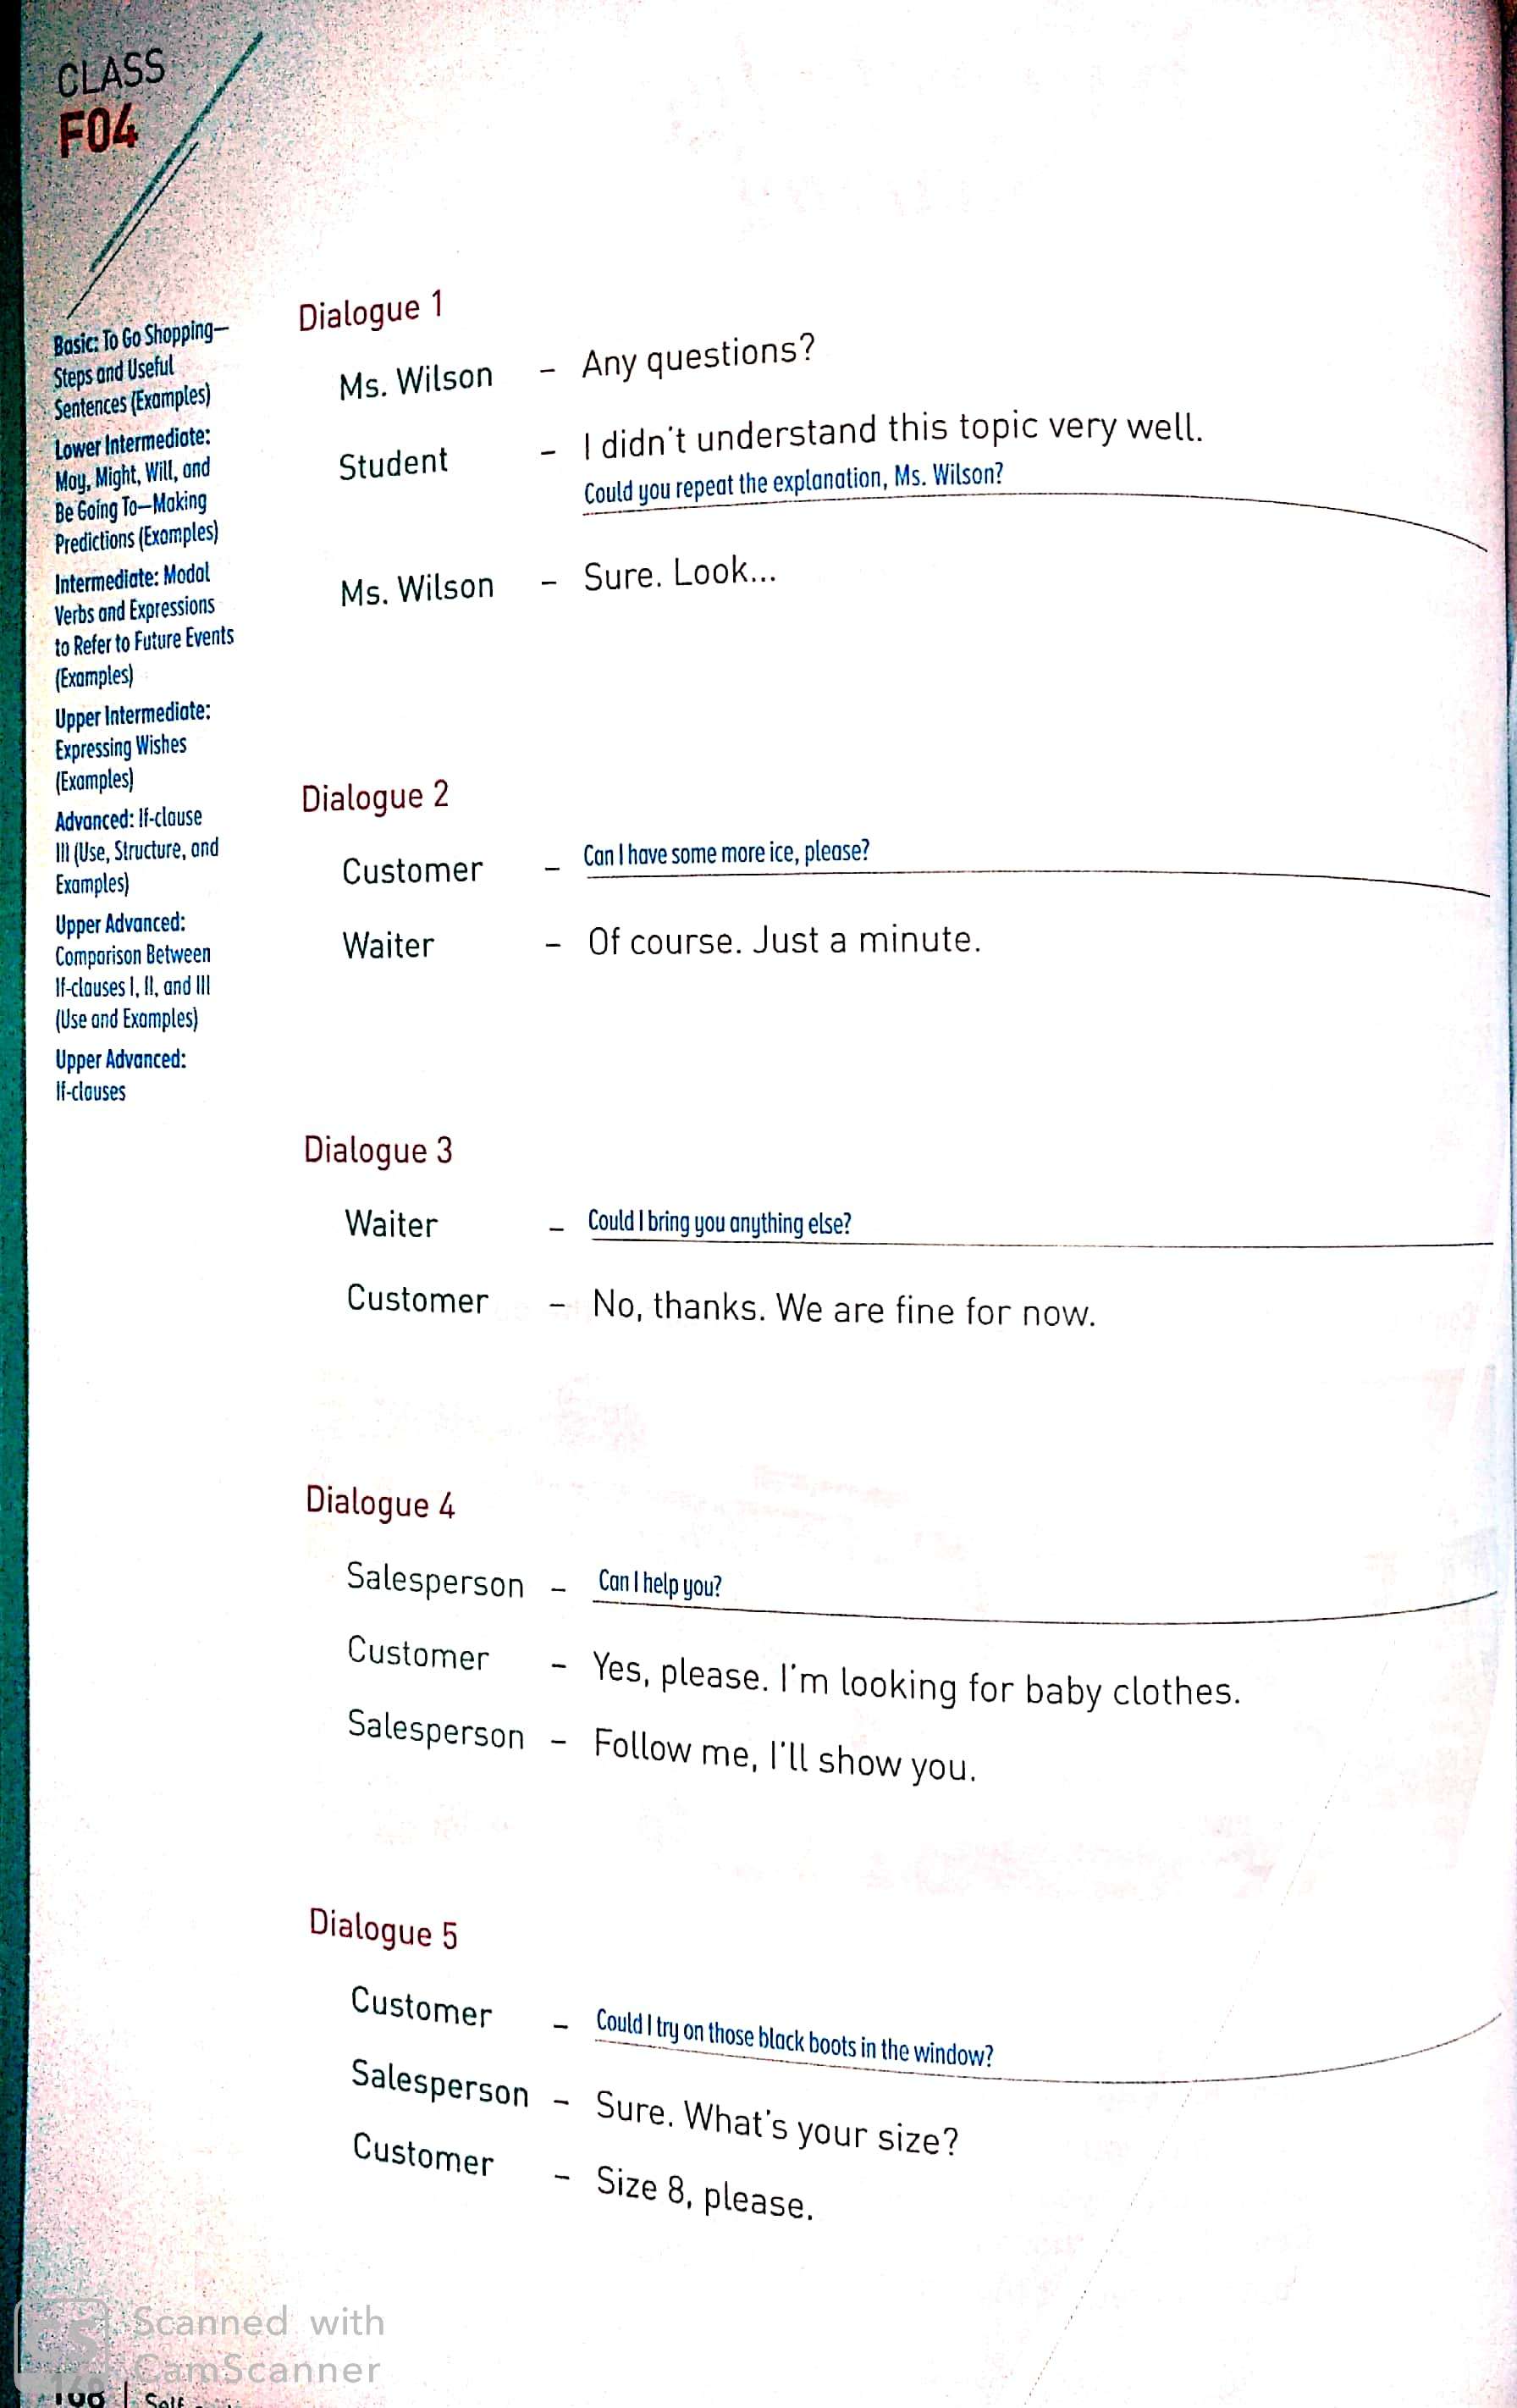 CLASS
F04
Basic: To Go Shopping—
Steps and Useful
Sentences (Examples)
Lower Intermediate:
May, Might, Will, and
Be Going To—Making
Predictions (Examples)
Intermediate: Modal
Verbs and Expressions
to Refer to Future Events
(Examples)
Upper Intermediate:
Expressing Wishes
(Examples)
Advanced: If-clause
III (Use, Structure, and
Examples)
Upper Advanced:
Comparison Between
If-clauses I, II, and III
(Use and Examples)
Upper Advanced:
If-clauses
Dialogue 1
Ms. Wilson – Any questions?
Student – I didn't understand this topic very well.
Could you repeat the explanation, Ms. Wilson?
Ms. Wilson – Sure. Look...
Dialogue 2
Customer – Can I have some more ice, please?
Waiter – Of course. Just a minute.
Dialogue 3
Waiter – Could I bring you anything else?
Customer – No, thanks. We are fine for now.
Dialogue 4
Salesperson – Can I help you?
Customer – Yes, please. I'm looking for baby clothes.
Salesperson – Follow me, I'll show you.
Dialogue 5
Customer – Could I try on those black boots in the window?
Salesperson – Sure. What's your size?
Customer – Size 8, please.
CS Scanned with
CamScanner
168 | Self